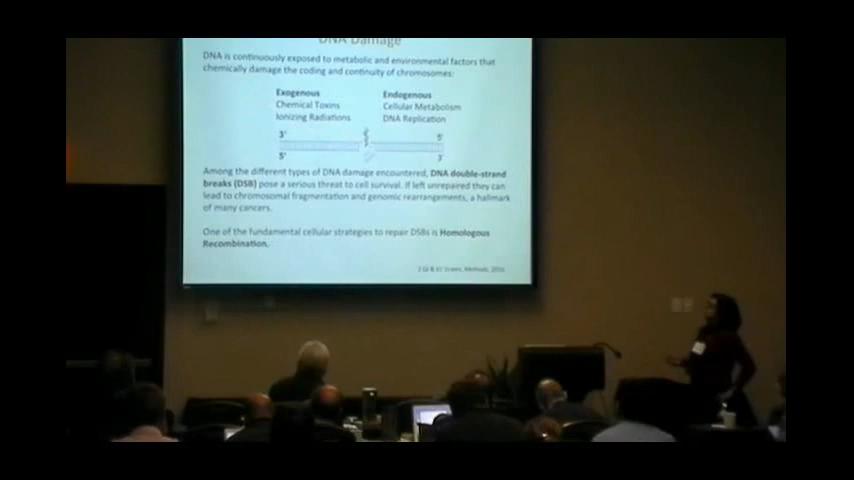 DNA Damage
DNA is continuously exposed to metabolic and environmental factors that
chemically damage the coding and continuity of chromosomes:
Exogenous
Chemical Toxins
Ionizing Radiations
Endogenous
Cellular Metabolism
DNA Replication
3' 5'
5' 3'
Among the different types of DNA damage encountered, DNA double-strand
breaks (DSB) pose a serious threat to cell survival. If left unrepaired they can
lead to chromosomal fragmentation and genomic rearrangements, a hallmark
of many cancers.
One of the fundamental cellular strategies to repair DSBs is Homologous
Recombination.
Methods, 2016